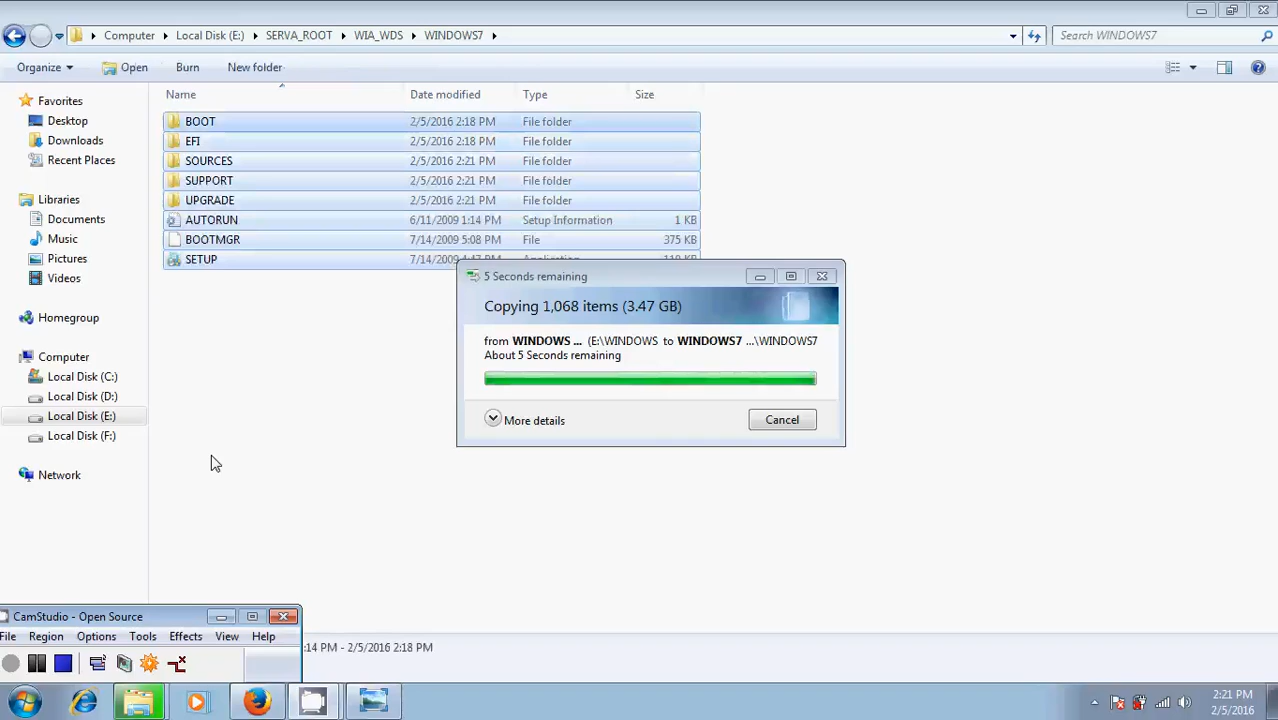 Computer Local Disk (E:) SERVA_ROOT WIA_WDS WINDOWS7 Search WINDOWS7
Organize Open Burn New folder
Name Date modified Type Size
Favorites
Desktop
Downloads
Recent Places
Libraries
Documents
Music
Pictures
Videos
Homegroup
Computer
Local Disk (C:)
Local Disk (D:)
Local Disk (E:)
Local Disk (F:)
Network
BOOT 2/5/2016 2:18 PM File folder
EFI 2/5/2016 2:18 PM File folder
SOURCES 2/5/2016 2:21 PM File folder
SUPPORT 2/5/2016 2:21 PM File folder
UPGRADE 2/5/2016 2:21 PM File folder
AUTORUN 6/11/2009 1:14 PM Setup Information 1 KB
BOOTMGR 7/14/2009 5:08 PM File 375 KB
SETUP 7/14/2009
5 Seconds remaining
Copying 1,068 items (3.47 GB)
from WINDOWS ... (E:\WINDOWS to WINDOWS7 ...\WINDOWS7
About 5 Seconds remaining
More details Cancel
CamStudio - Open Source
File Region Options Tools Effects View Help
:14 PM - 2/5/2016 2:18 PM
2:21 PM
2/5/2016